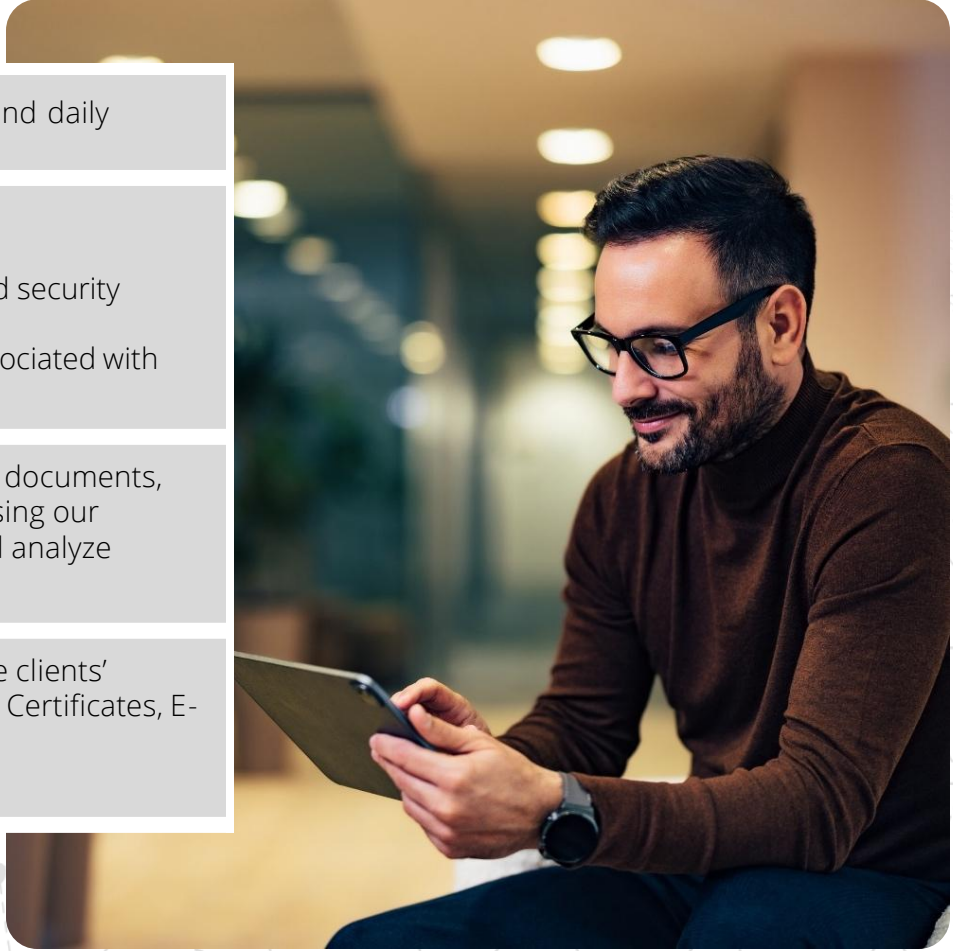 nd daily
d security
ociated with
documents,
sing our
analyze
e clients’
Certificates, E-